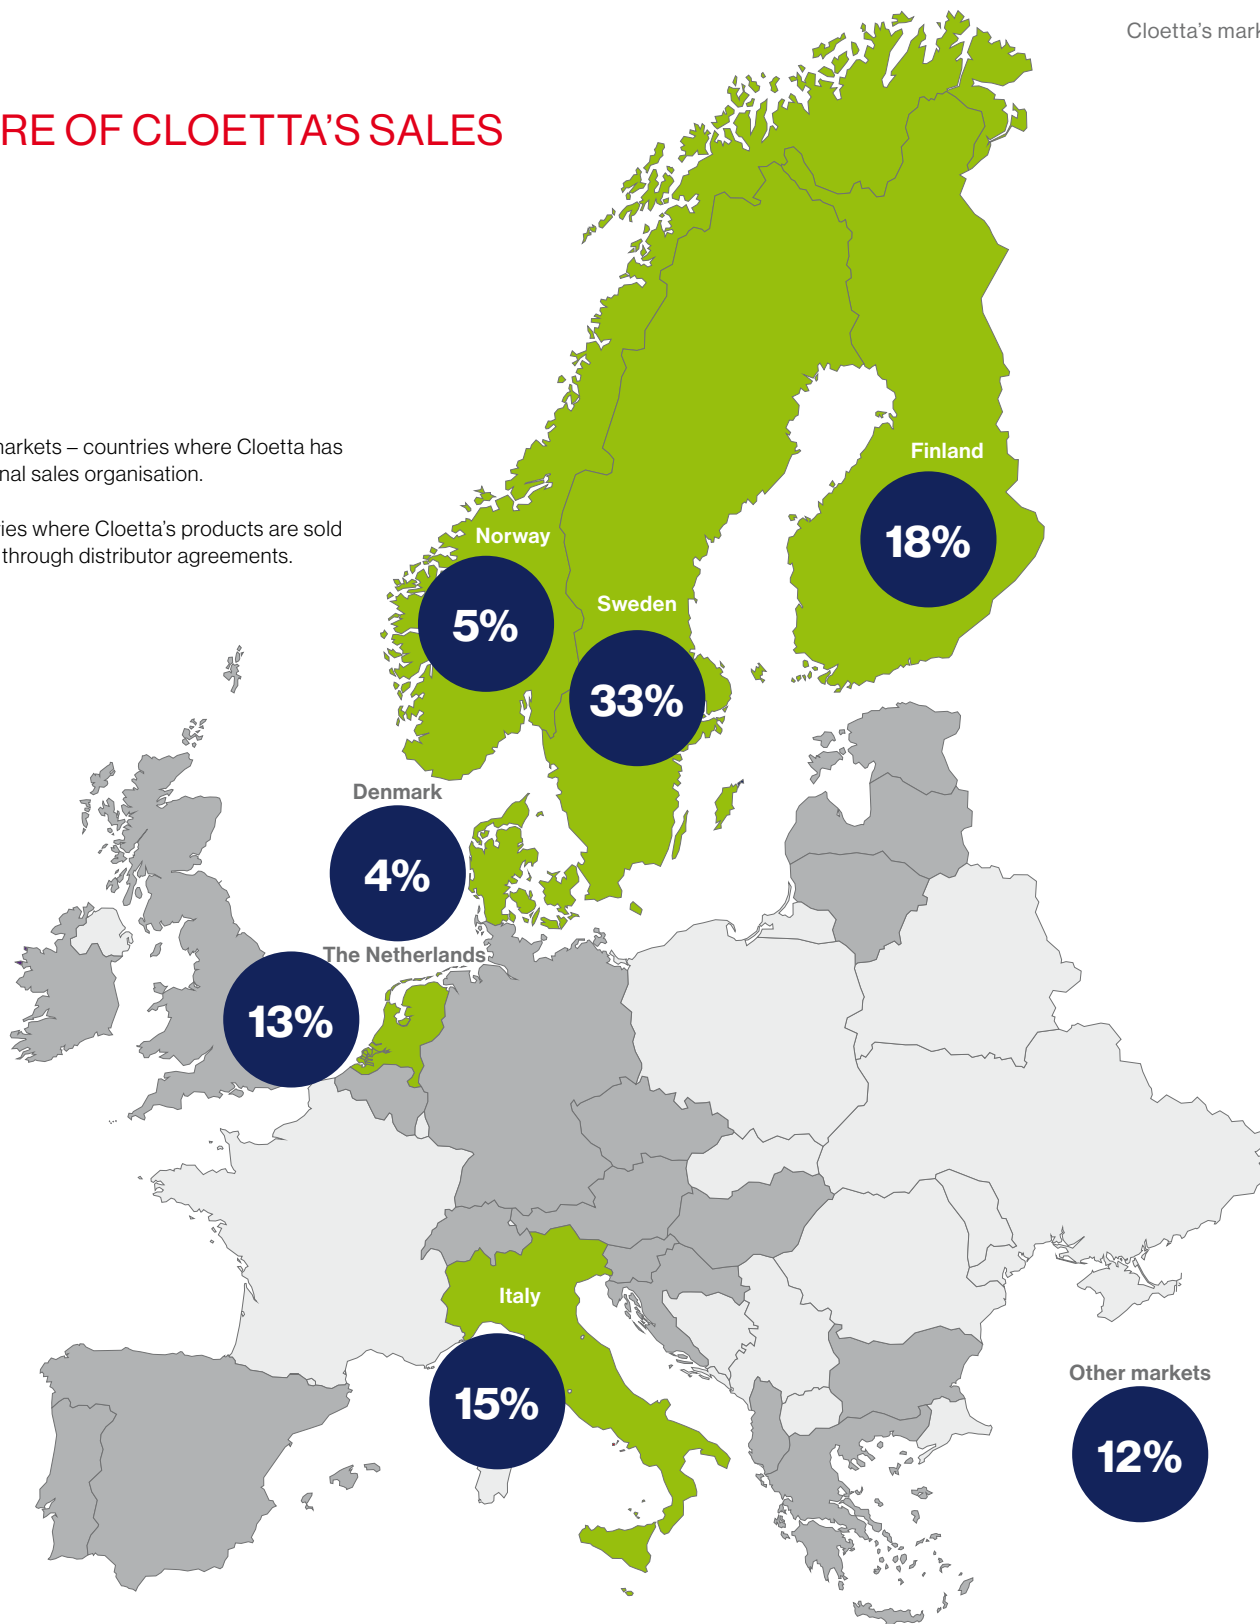 Cloetta’s mark
RE OF CLOETTA’S SALES
markets – countries where Cloetta has
nal sales organisation.
ies where Cloetta’s products are sold
through distributor agreements.
Finland
18%
Norway
5%
Sweden
33%
Denmark
4%
The Netherlands
13%
Italy
15%
Other markets
12%